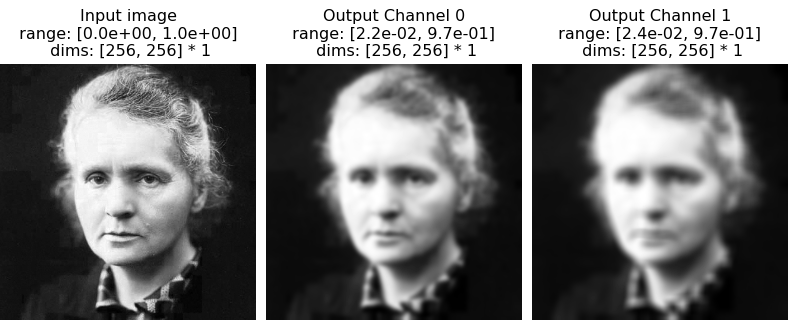 Input image
range: [0.0e+00, 1.0e+00]
dims: [256, 256] * 1
Output Channel 0
range: [2.2e-02, 9.7e-01]
dims: [256, 256] * 1
Output Channel 1
range: [2.4e-02, 9.7e-01]
dims: [256, 256] * 1